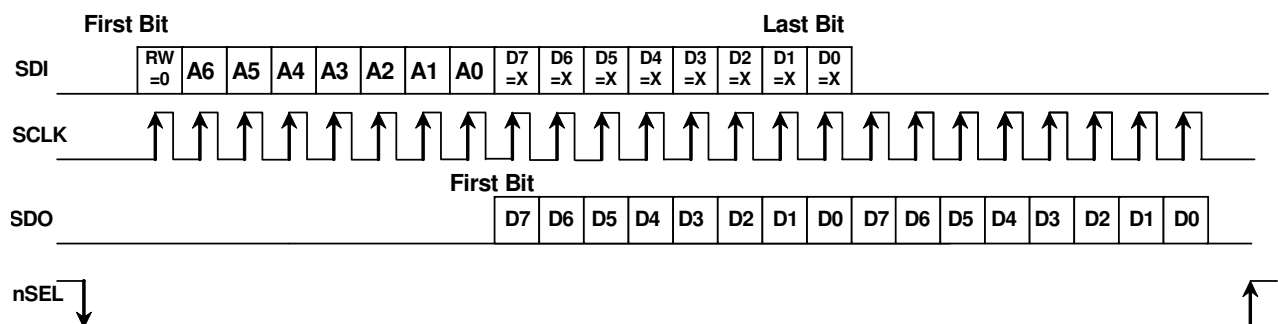 First Bit Last Bit
SDI RW =0 A6 A5 A4 A3 A2 A1 A0 D7 =X D6 =X D5 =X D4 =X D3 =X D2 =X D1 =X D0 =X
SCLK
First Bit
SDO D7 D6 D5 D4 D3 D2 D1 D0 D7 D6 D5 D4 D3 D2 D1 D0
nSEL